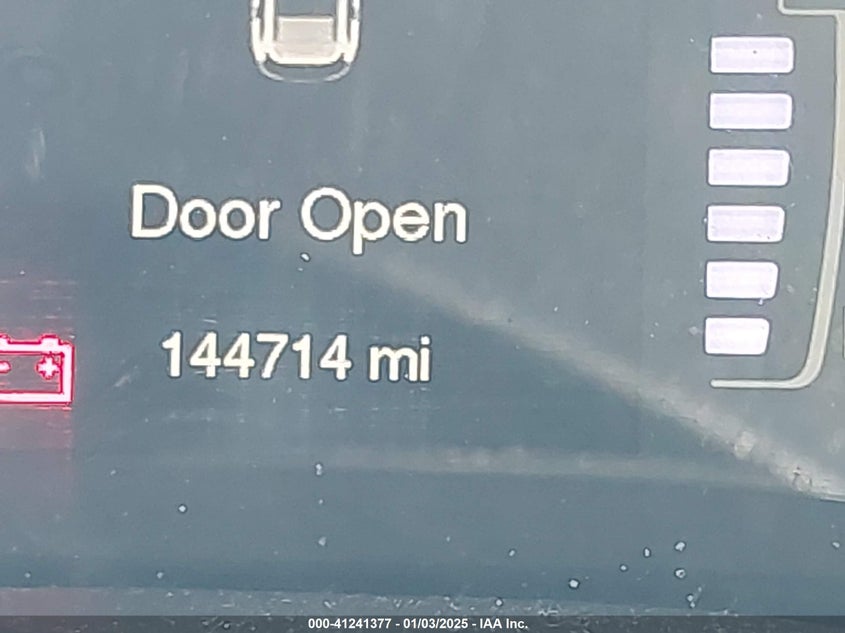 Door Open
144714 mi
000-41241377 - 01/03/2025 - IAA Inc.